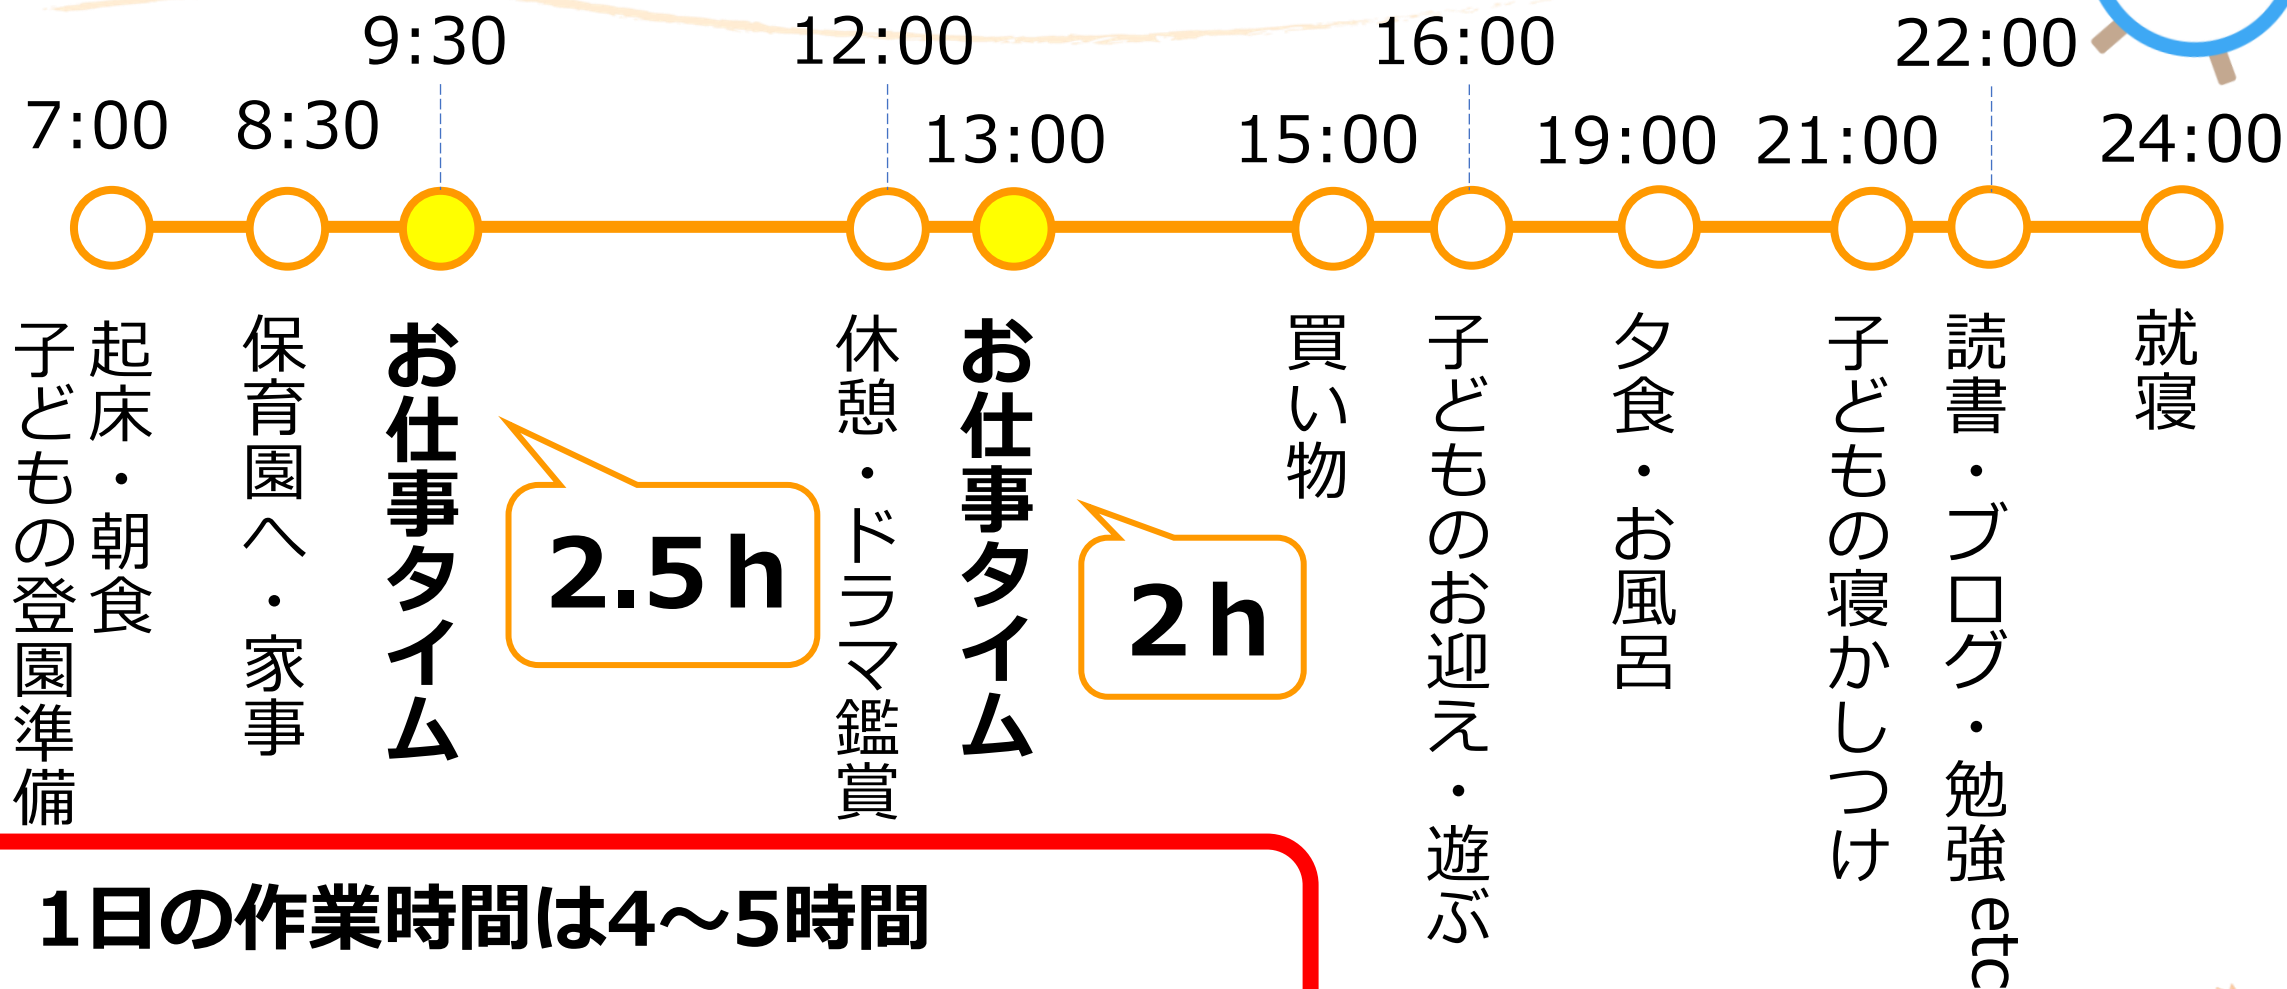 9:30
12:00
16:00
22:00
7:00
8:30
13:00
15:00
19:00
21:00
24:00
起床・朝食
子どもの登園準備
保育園へ・家事
お仕事タイム
2.5h
休憩・ドラマ鑑賞
お仕事タイム
2h
買い物
子どものお迎え・遊ぶ
夕食・お風呂
子どもの寝かしつけ
読書・ブログ・勉強etc
就寝
1日の作業時間は4～5時間